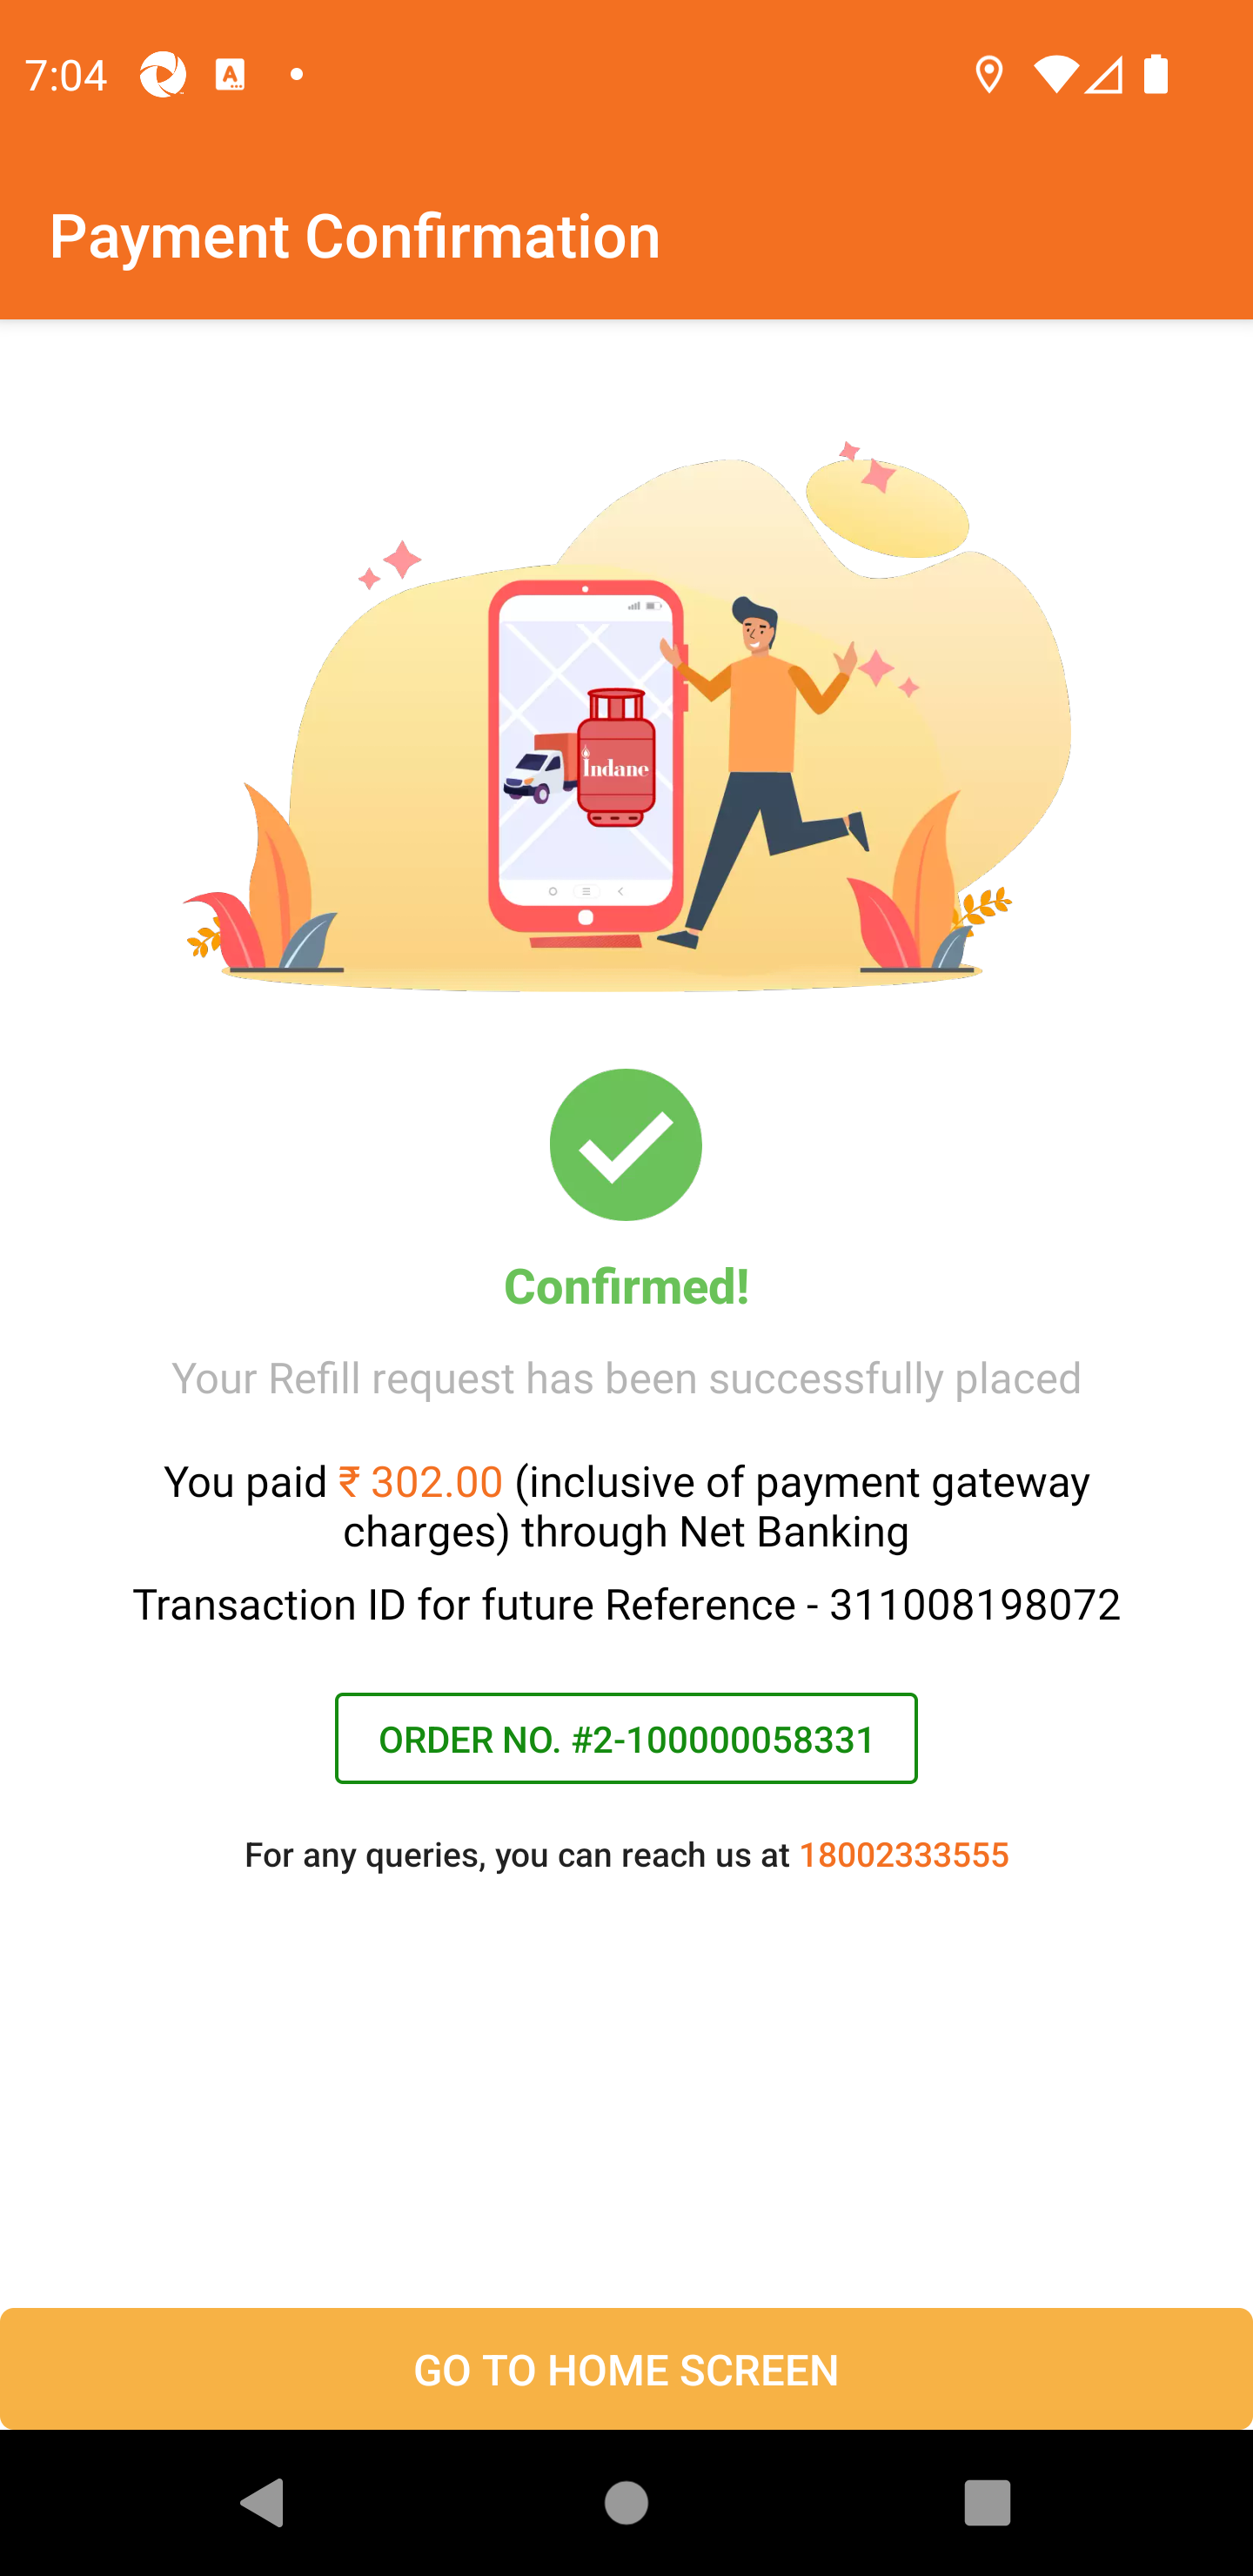 7:04
Payment Confirmation
Indane
Confirmed!
Your Refill request has been successfully placed
You paid ₹ 302.00 (inclusive of payment gateway
charges) through Net Banking
Transaction ID for future Reference - 311008198072
ORDER NO. #2-100000058331
For any queries, you can reach us at 18002333555
GO TO HOME SCREEN